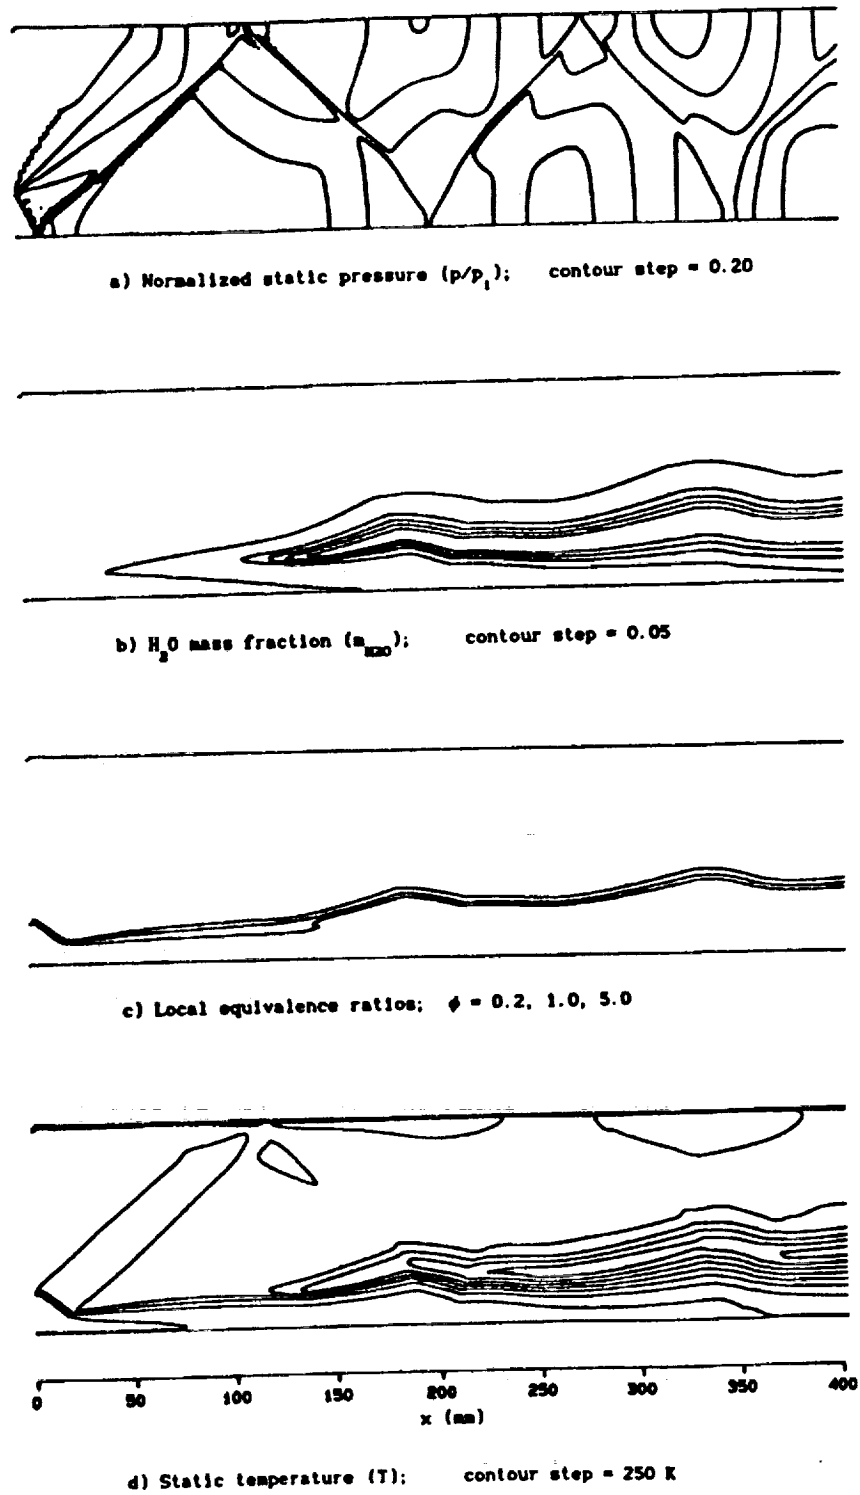 a) Normalized static pressure (p/p₁); contour step = 0.20
b) H₂O mass fraction (m_H2O); contour step = 0.05
c) Local equivalence ratios; ϕ = 0.2, 1.0, 5.0
0 50 100 150 200 250 300 350 400
x (mm)
d) Static temperature (T); contour step = 250 K